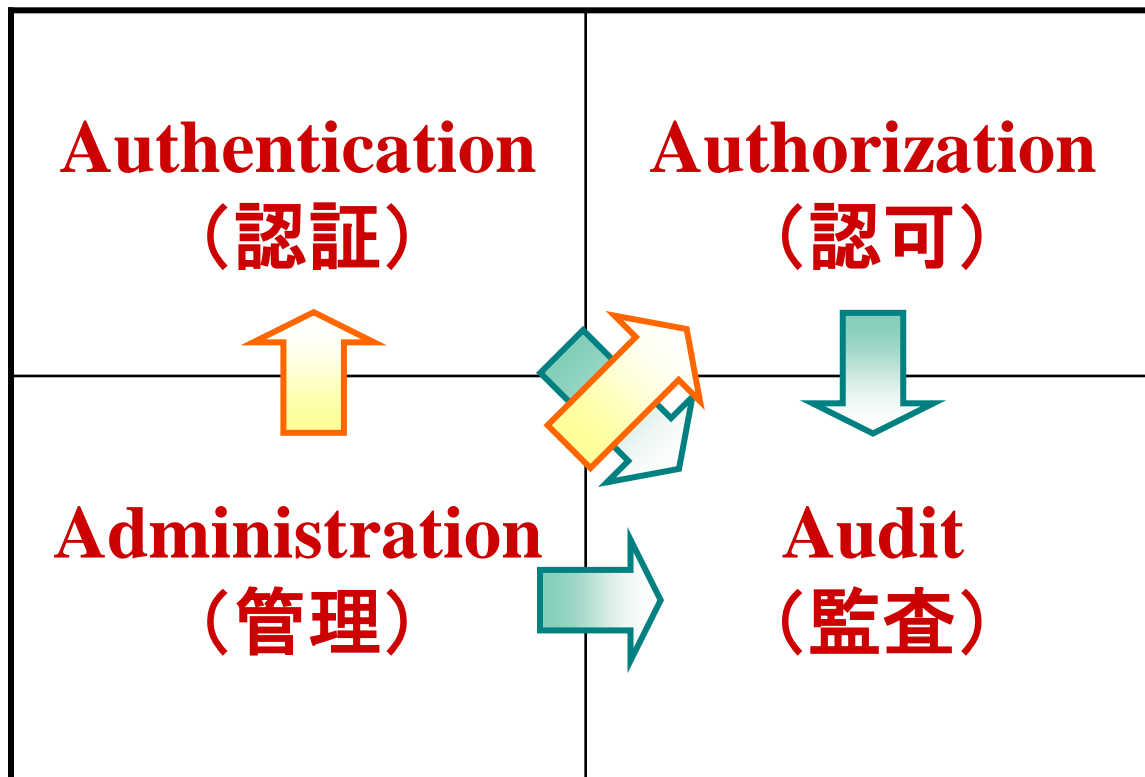 Authentication
（認証）
Authorization
（認可）
Administration
（管理）
Audit
（監査）